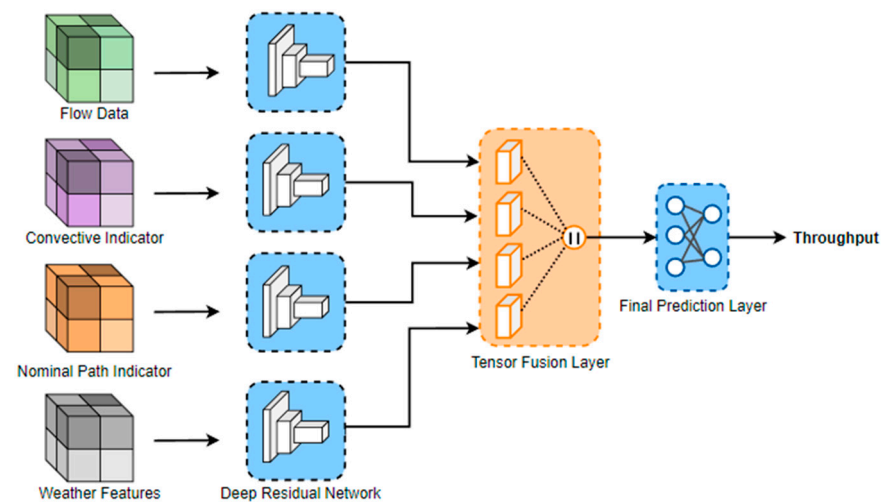 Flow Data
Convective Indicator
Nominal Path Indicator
Weather Features
Deep Residual Network
Tensor Fusion Layer
Final Prediction Layer
Throughput